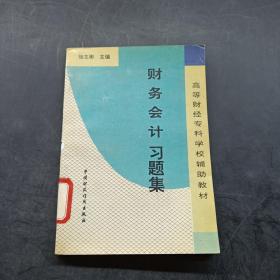 张志彬 主编
财务会计习题集
高等财经专科学校辅助教材
中国财政经济出版社